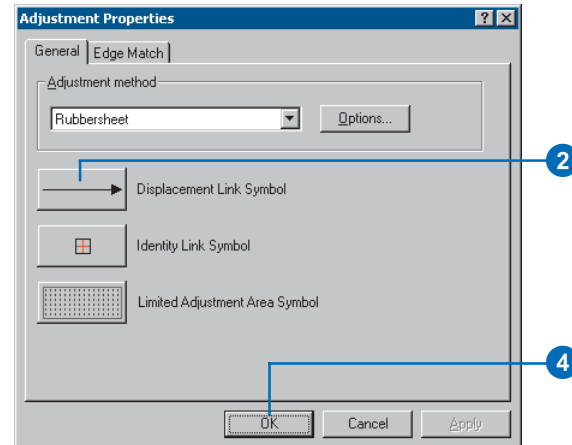 Adjustment Properties
General Edge Match
Adjustment method
Rubbersheet Options...
2
Displacement Link Symbol
Identity Link Symbol
Limited Adjustment Area Symbol
4
OK Cancel Apply